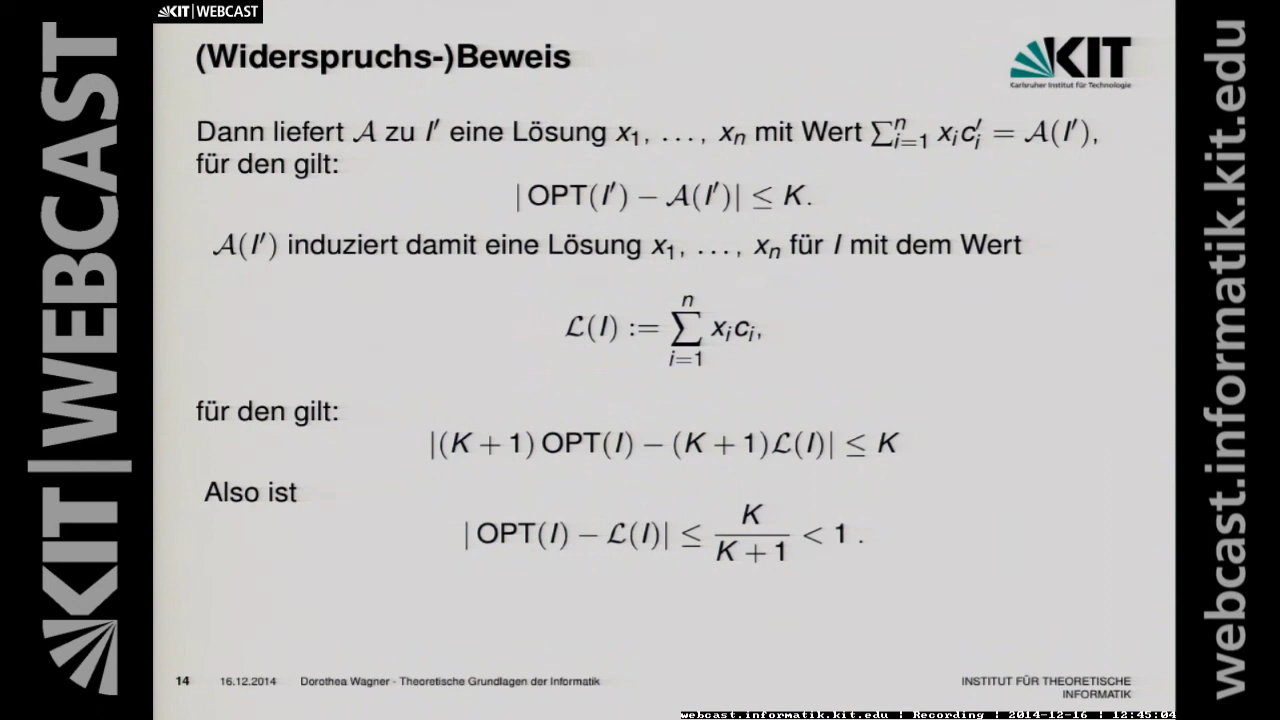 KIT | WEBCAST
KIT | WEBCAST
(Widerspruchs-)Beweis
KIT
Karlsruher Institut für Technologie
Dann liefert 𝒜 zu I′ eine Lösung x₁, …, xₙ mit Wert ∑ⁿᵢ₌₁ xᵢc′ᵢ = 𝒜(I′),
für den gilt:
| OPT(I′) − 𝒜(I′)| ≤ K.
𝒜(I′) induziert damit eine Lösung x₁, …, xₙ für I mit dem Wert
ℒ(I) := ∑ⁿᵢ₌₁ xᵢcᵢ,
für den gilt:
|(K + 1) OPT(I) − (K + 1)ℒ(I)| ≤ K
Also ist
| OPT(I) − ℒ(I)| ≤ K/(K + 1) < 1 .
14 16.12.2014 Dorothea Wagner - Theoretische Grundlagen der Informatik
INSTITUT FÜR THEORETISCHE
INFORMATIK
webcast.informatik.kit.edu | Recording | 2014-12-16 | 12:45:04
webcast.informatik.kit.edu